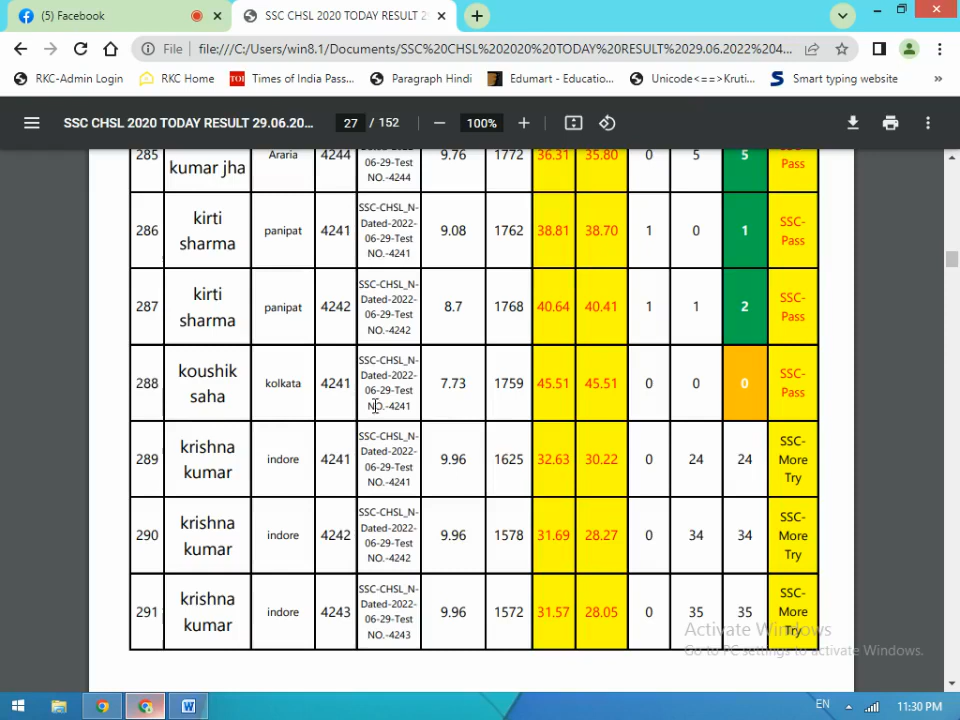 (5) Facebook
SSC CHSL 2020 TODAY RESULT 2
File file:///C:/Users/win8.1/Documents/SSC%20CHSL%202020%20TODAY%20RESULT%2029.06.2022%204...
RKC-Admin Login RKC Home TOI Times of India Pass... Paragraph Hindi Edumart - Educatio... Unicode<==>Kruti... Smart typing website »
SSC CHSL 2020 TODAY RESULT 29.06.20... 27 / 152 100%
285 kumar jha Araria 4244 06-29-Test NO.-4244 9.76 1772 36.31 35.80 0 5 5 Pass
286 kirti sharma panipat 4241 SSC-CHSL_N-Dated-2022-06-29-Test NO.-4241 9.08 1762 38.81 38.70 1 0 1 SSC-Pass
287 kirti sharma panipat 4242 SSC-CHSL_N-Dated-2022-06-29-Test NO.-4242 8.7 1768 40.64 40.41 1 1 2 SSC-Pass
288 koushik saha kolkata 4241 SSC-CHSL_N-Dated-2022-06-29-Test NO.-4241 7.73 1759 45.51 45.51 0 0 0 SSC-Pass
289 krishna kumar indore 4241 SSC-CHSL_N-Dated-2022-06-29-Test NO.-4241 9.96 1625 32.63 30.22 0 24 24 SSC-More Try
290 krishna kumar indore 4242 SSC-CHSL_N-Dated-2022-06-29-Test NO.-4242 9.96 1578 31.69 28.27 0 34 34 SSC-More Try
291 krishna kumar indore 4243 SSC-CHSL_N-Dated-2022-06-29-Test NO.-4243 9.96 1572 31.57 28.05 0 35 35 SSC-More Try
Activate Windows
Go to PC settings to activate Windows.
EN 11:30 PM